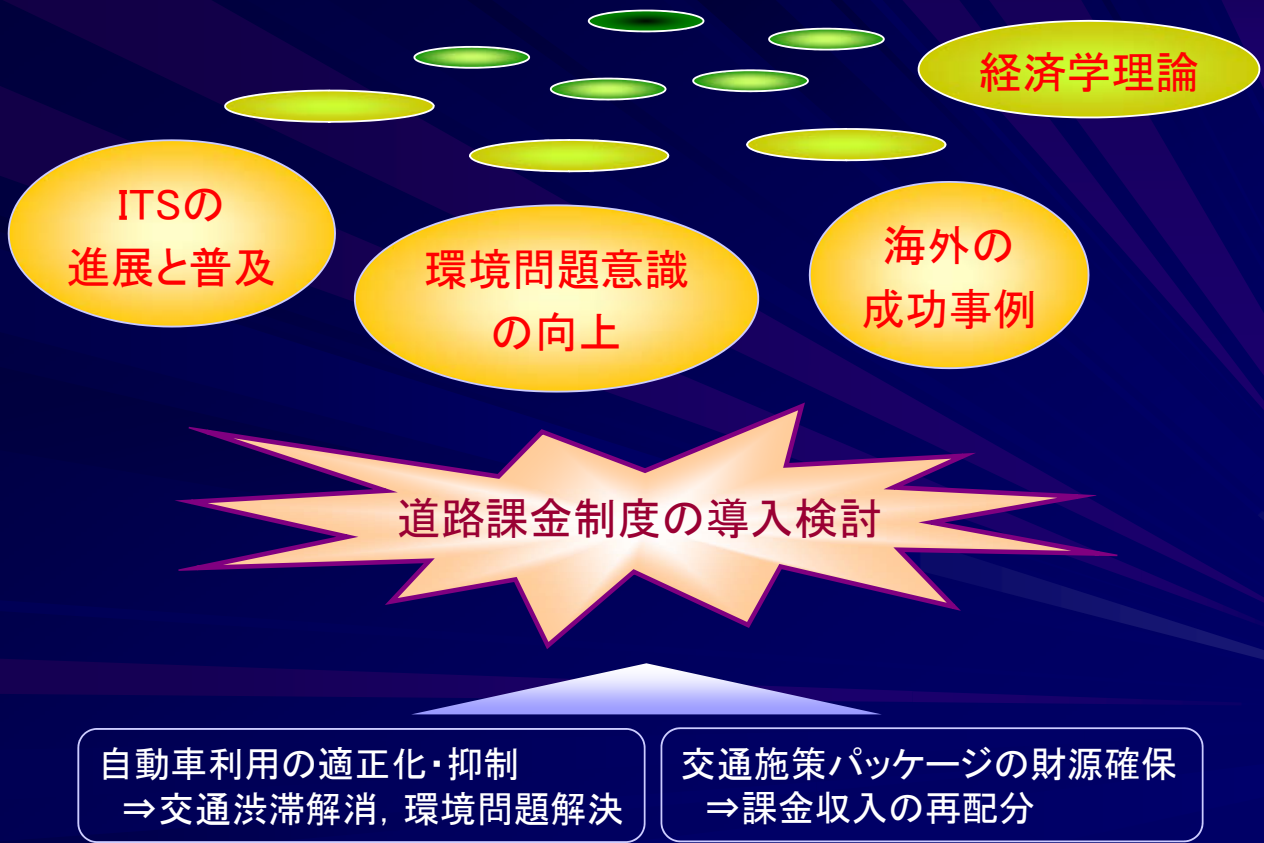 経済学理論
ITSの
進展と普及
環境問題意識
の向上
海外の
成功事例
道路課金制度の導入検討
自動車利用の適正化・抑制
⇒交通渋滞解消，環境問題解決
交通施策パッケージの財源確保
⇒課金収入の再配分